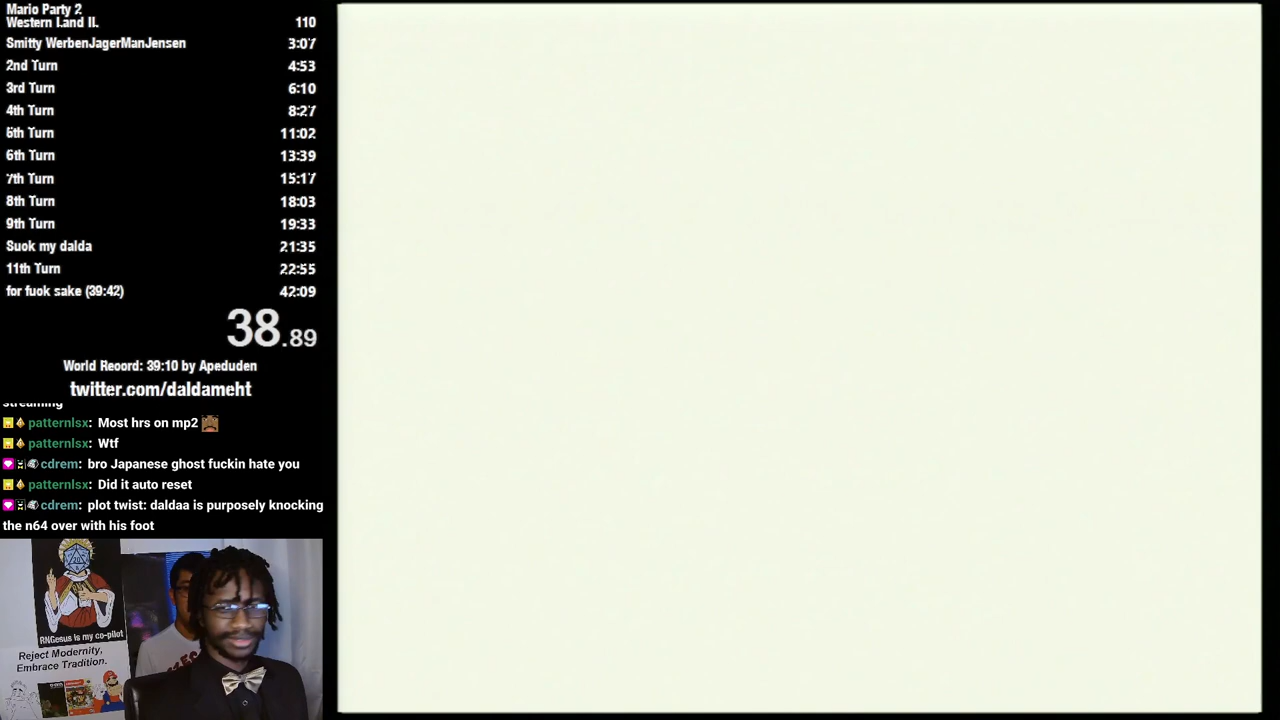 Mario Party 2
Western Land II. 110
Smitty WerbenJagerManJensen 3:07
2nd Turn 4:53
3rd Turn 6:10
4th Turn 8:27
5th Turn 11:02
6th Turn 13:39
7th Turn 15:17
8th Turn 18:03
9th Turn 19:33
Suok my dalda 21:35
11th Turn 22:55
for fuok sake (39:42) 42:09
38.89
World Reoord: 39:10 by Apeduden
twitter.com/daldameht
streaming
patternlsx: Most hrs on mp2
patternlsx: Wtf
cdrem: bro Japanese ghost fuckin hate you
patternlsx: Did it auto reset
cdrem: plot twist: daldaa is purposely knocking
the n64 over with his foot
RNGesus is my co-pilot
Reject Modernity,
Embrace Tradition.